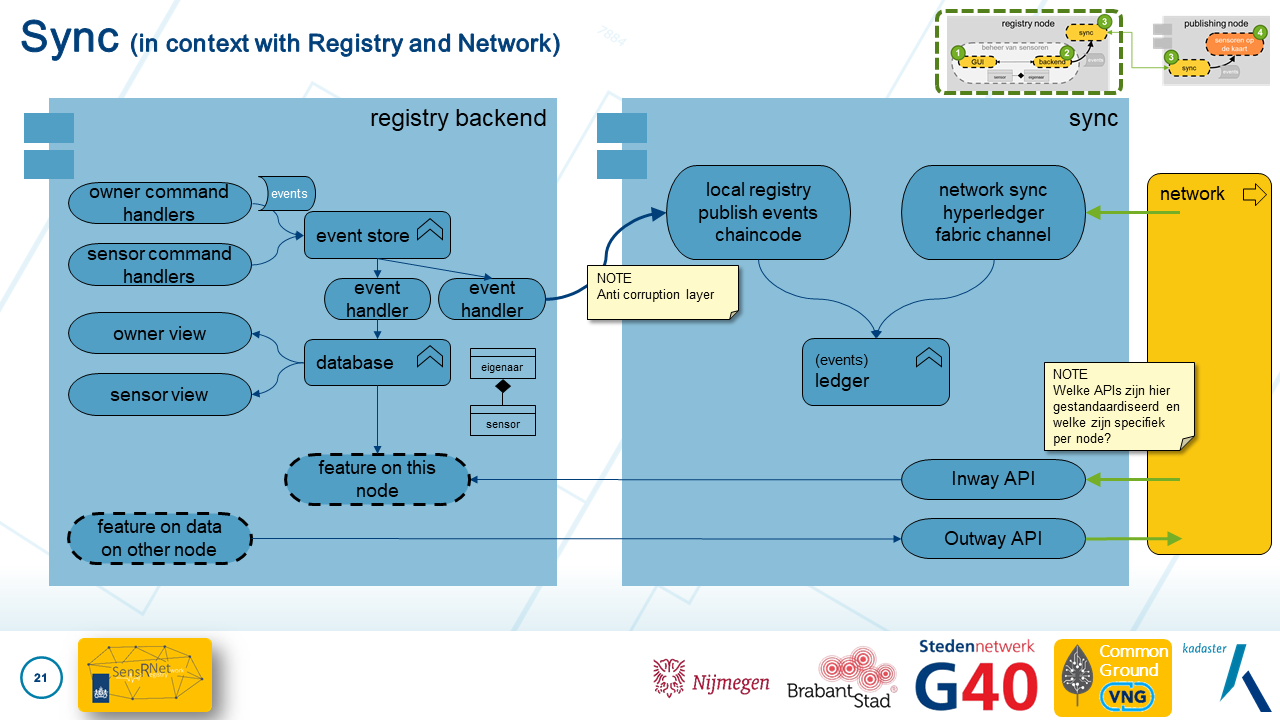 Sync (in context with Registry and Network)
7884
registry node
sync
3
beheer van sensoren
1
GUI
2
backend
events
sensor
eigenaar
publishing node
4
sensoren op
de kaart
3
sync
events
registry backend
owner command
handlers
events
sensor command
handlers
event store
event
handler
event
handler
owner view
sensor view
database
eigenaar
sensor
feature on this
node
feature on data
on other node
NOTE
Anti corruption layer
sync
local registry
publish events
chaincode
network sync
hyperledger
fabric channel
(events)
ledger
NOTE
Welke APIs zijn hier
gestandaardiseerd en
welke zijn specifiek
per node?
Inway API
Outway API
network
21
SensRNet
Nijmegen
BrabantStad
Stedennetwerk
G40
Common
Ground
VNG
kadaster